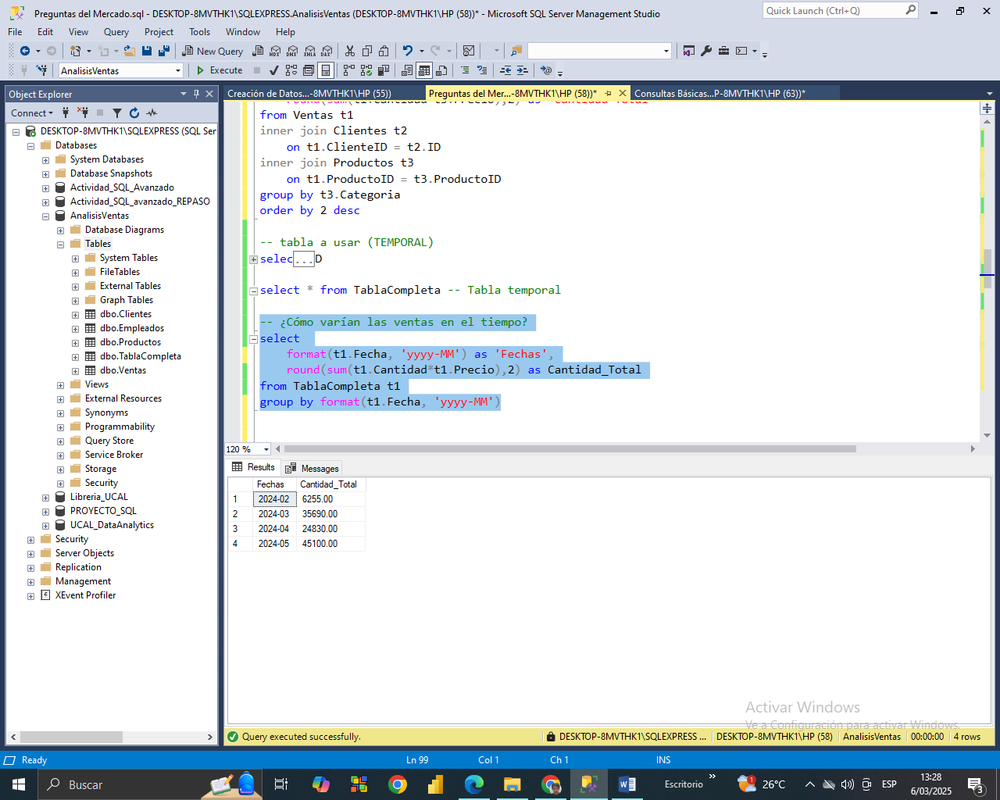 Preguntas del Mercado.sql - DESKTOP-8MVTHK1\SQLEXPRESS.AnalisisVentas (DESKTOP-8MVTHK1\HP (58))* - Microsoft SQL Server Management Studio
Quick Launch (Ctrl+Q)
File Edit View Query Project Tools Window Help
New Query
MDX DMX XMLA DAX
AnalisisVentas
Execute
Object Explorer
Connect
DESKTOP-8MVTHK1\SQLEXPRESS (SQL Ser
Databases
System Databases
Database Snapshots
Actividad_SQL_Avanzado
Actividad_SQL_avanzado_REPASO
AnalisisVentas
Database Diagrams
Tables
System Tables
FileTables
External Tables
Graph Tables
dbo.Clientes
dbo.Empleados
dbo.Productos
dbo.TablaCompleta
dbo.Ventas
Views
External Resources
Synonyms
Programmability
Query Store
Service Broker
Storage
Security
Libreria_UCAL
PROYECTO_SQL
UCAL_DataAnalytics
Security
Server Objects
Replication
Management
XEvent Profiler
Creación de Datos...-8MVTHK1\HP (55)) Preguntas del Mer...-8MVTHK1\HP (58))* Consultas Básicas...P-8MVTHK1\HP (63))*
from Ventas t1
inner join Clientes t2
on t1.ClienteID = t2.ID
inner join Productos t3
on t1.ProductoID = t3.ProductoID
group by t3.Categoria
order by 2 desc
-- tabla a usar (TEMPORAL)
selec...D
select * from TablaCompleta -- Tabla temporal
-- ¿Cómo varían las ventas en el tiempo?
select
format(t1.Fecha, 'yyyy-MM') as 'Fechas',
round(sum(t1.Cantidad*t1.Precio),2) as Cantidad_Total
from TablaCompleta t1
group by format(t1.Fecha, 'yyyy-MM')
120 %
Results Messages
Fechas Cantidad_Total
1 2024-02 6255.00
2 2024-03 35690.00
3 2024-04 24830.00
4 2024-05 45100.00
Activar Windows
Ve a Configuración para activar Windows.
Query executed successfully. DESKTOP-8MVTHK1\SQLEXPRESS ... DESKTOP-8MVTHK1\HP (58) AnalisisVentas 00:00:00 4 rows
Ready Ln 99 Col 1 Ch 1 INS
Buscar
Escritorio
1
26°C
ESP
13:28
6/03/2025
3